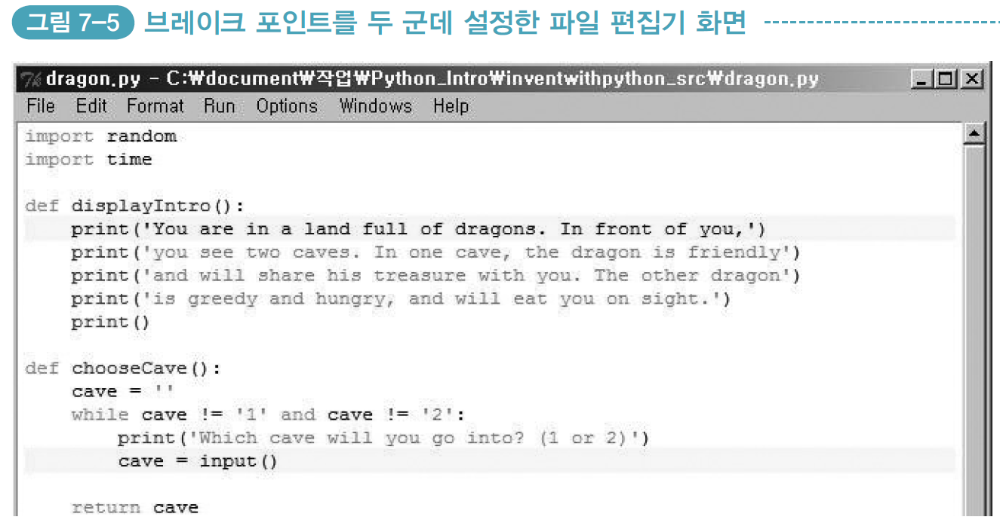 그림 7-5 브레이크 포인트를 두 군데 설정한 파일 편집기 화면
dragon.py - C:₩document₩작업₩Python_Intro₩inventwithpython_src₩dragon.py
File Edit Format Run Options Windows Help
import random
import time
def displayIntro():
    print('You are in a land full of dragons. In front of you,')
    print('you see two caves. In one cave, the dragon is friendly')
    print('and will share his treasure with you. The other dragon')
    print('is greedy and hungry, and will eat you on sight.')
    print()
def chooseCave():
    cave = ''
    while cave != '1' and cave != '2':
        print('Which cave will you go into? (1 or 2)')
        cave = input()
    return cave